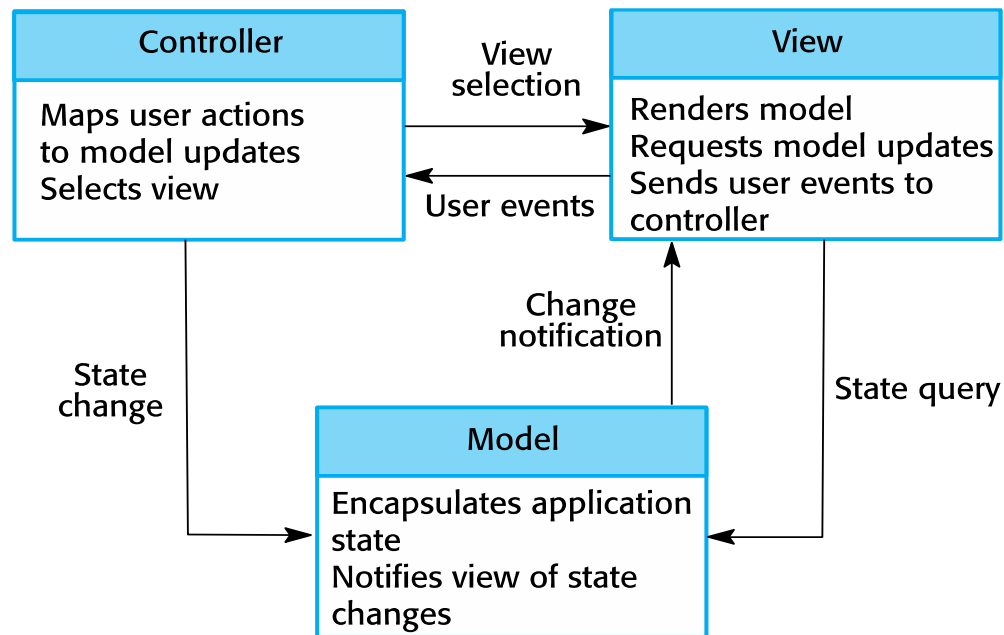 Controller
Maps user actions
to model updates
Selects view
View
selection
User events
View
Renders model
Requests model updates
Sends user events to
controller
State
change
Change
notification
State query
Model
Encapsulates application
state
Notifies view of state
changes